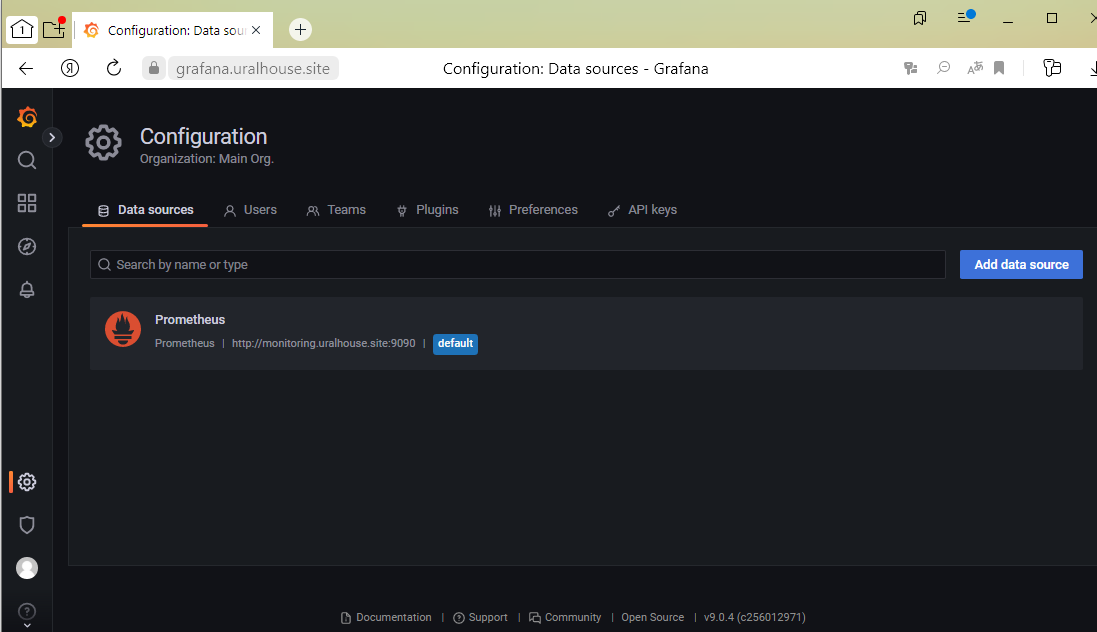 1
Configuration: Data sour
Я
grafana.uralhouse.site
Configuration: Data sources - Grafana
Configuration
Organization: Main Org.
Data sources
Users
Teams
Plugins
Preferences
API keys
Search by name or type
Add data source
Prometheus
Prometheus | http://monitoring.uralhouse.site:9090 | default
Documentation | Support | Community | Open Source | v9.0.4 (c256012971)